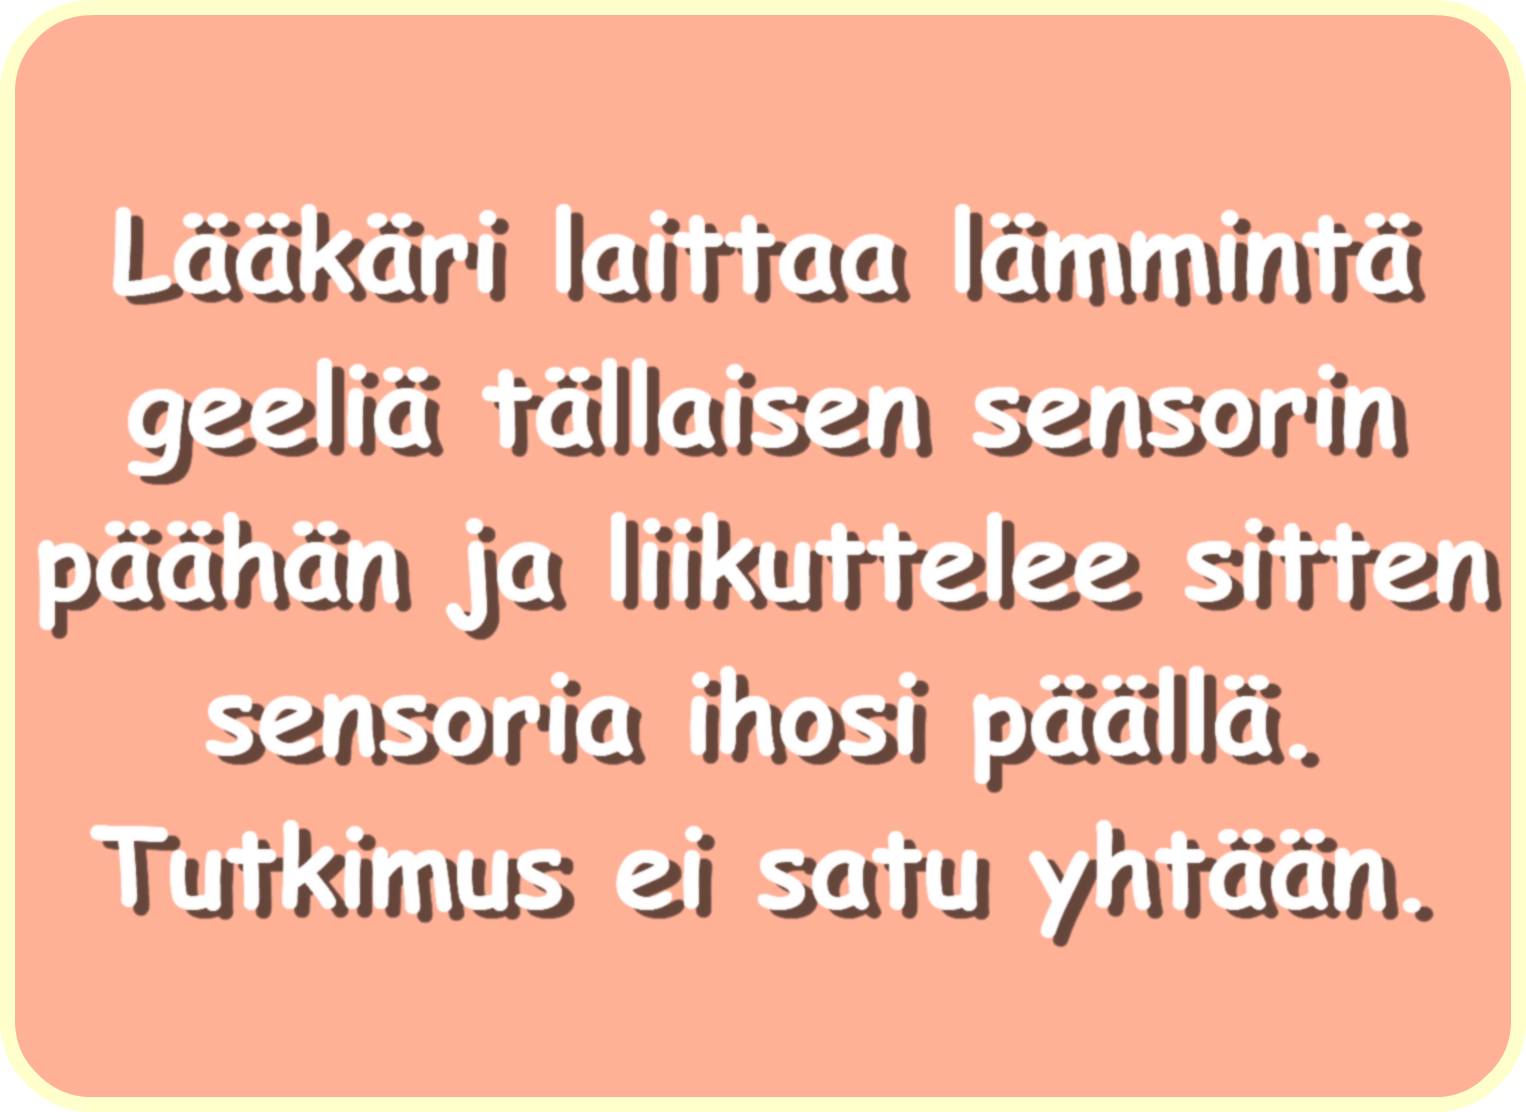 Lääkäri laittaa lämmintä
geeliä tällaisen sensorin
päähän ja liikuttelee sitten
sensoria ihosi päällä.
Tutkimus ei satu yhtään.